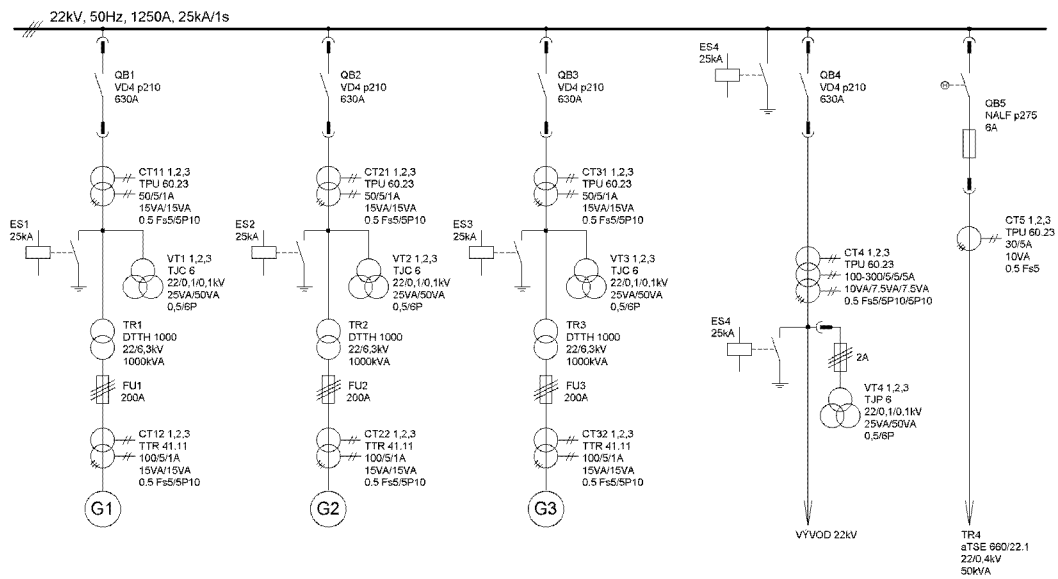 22kV, 50Hz, 1250A, 25kA/1s
QB1
VD4 p210
630A
QB2
VD4 p210
630A
QB3
VD4 p210
630A
ES4
25kA
QB4
VD4 p210
630A
QB5
NALF p275
6A
CT11 1,2,3
TPU 60.23
50/5/1A
15VA/15VA
0.5 Fs5/5P10
CT21 1,2,3
TPU 60.23
50/5/1A
15VA/15VA
0.5 Fs5/5P10
CT31 1,2,3
TPU 60.23
50/5/1A
15VA/15VA
0.5 Fs5/5P10
ES1
25kA
VT1 1,2,3
TJC 6
22/0,1/0,1kV
25VA/50VA
0,5/6P
ES2
25kA
VT2 1,2,3
TJC 6
22/0,1/0,1kV
25VA/50VA
0,5/6P
ES3
25kA
VT3 1,2,3
TJC 6
22/0,1/0,1kV
25VA/50VA
0,5/6P
CT4 1,2,3
TPU 60.23
100-300/5/5/5A
10VA/7.5VA/7.5VA
0.5 Fs5/5P10/5P10
CT5 1,2,3
TPU 60.23
30/5A
10VA
0.5 Fs5
TR1
DTTH 1000
22/6,3kV
1000kVA
TR2
DTTH 1000
22/6,3kV
1000kVA
TR3
DTTH 1000
22/6,3kV
1000kVA
ES4
25kA
2A
VT4 1,2,3
TJP 6
22/0,1/0,1kV
25VA/50VA
0,5/6P
FU1
200A
FU2
200A
FU3
200A
CT12 1,2,3
TTR 41.11
100/5/1A
15VA/15VA
0.5 Fs5/5P10
CT22 1,2,3
TTR 41.11
100/5/1A
15VA/15VA
0.5 Fs5/5P10
CT32 1,2,3
TTR 41.11
100/5/1A
15VA/15VA
0.5 Fs5/5P10
G1
G2
G3
VÝVOD 22kV
TR4
aTSE 660/22.1
22/0,4kV
50kVA